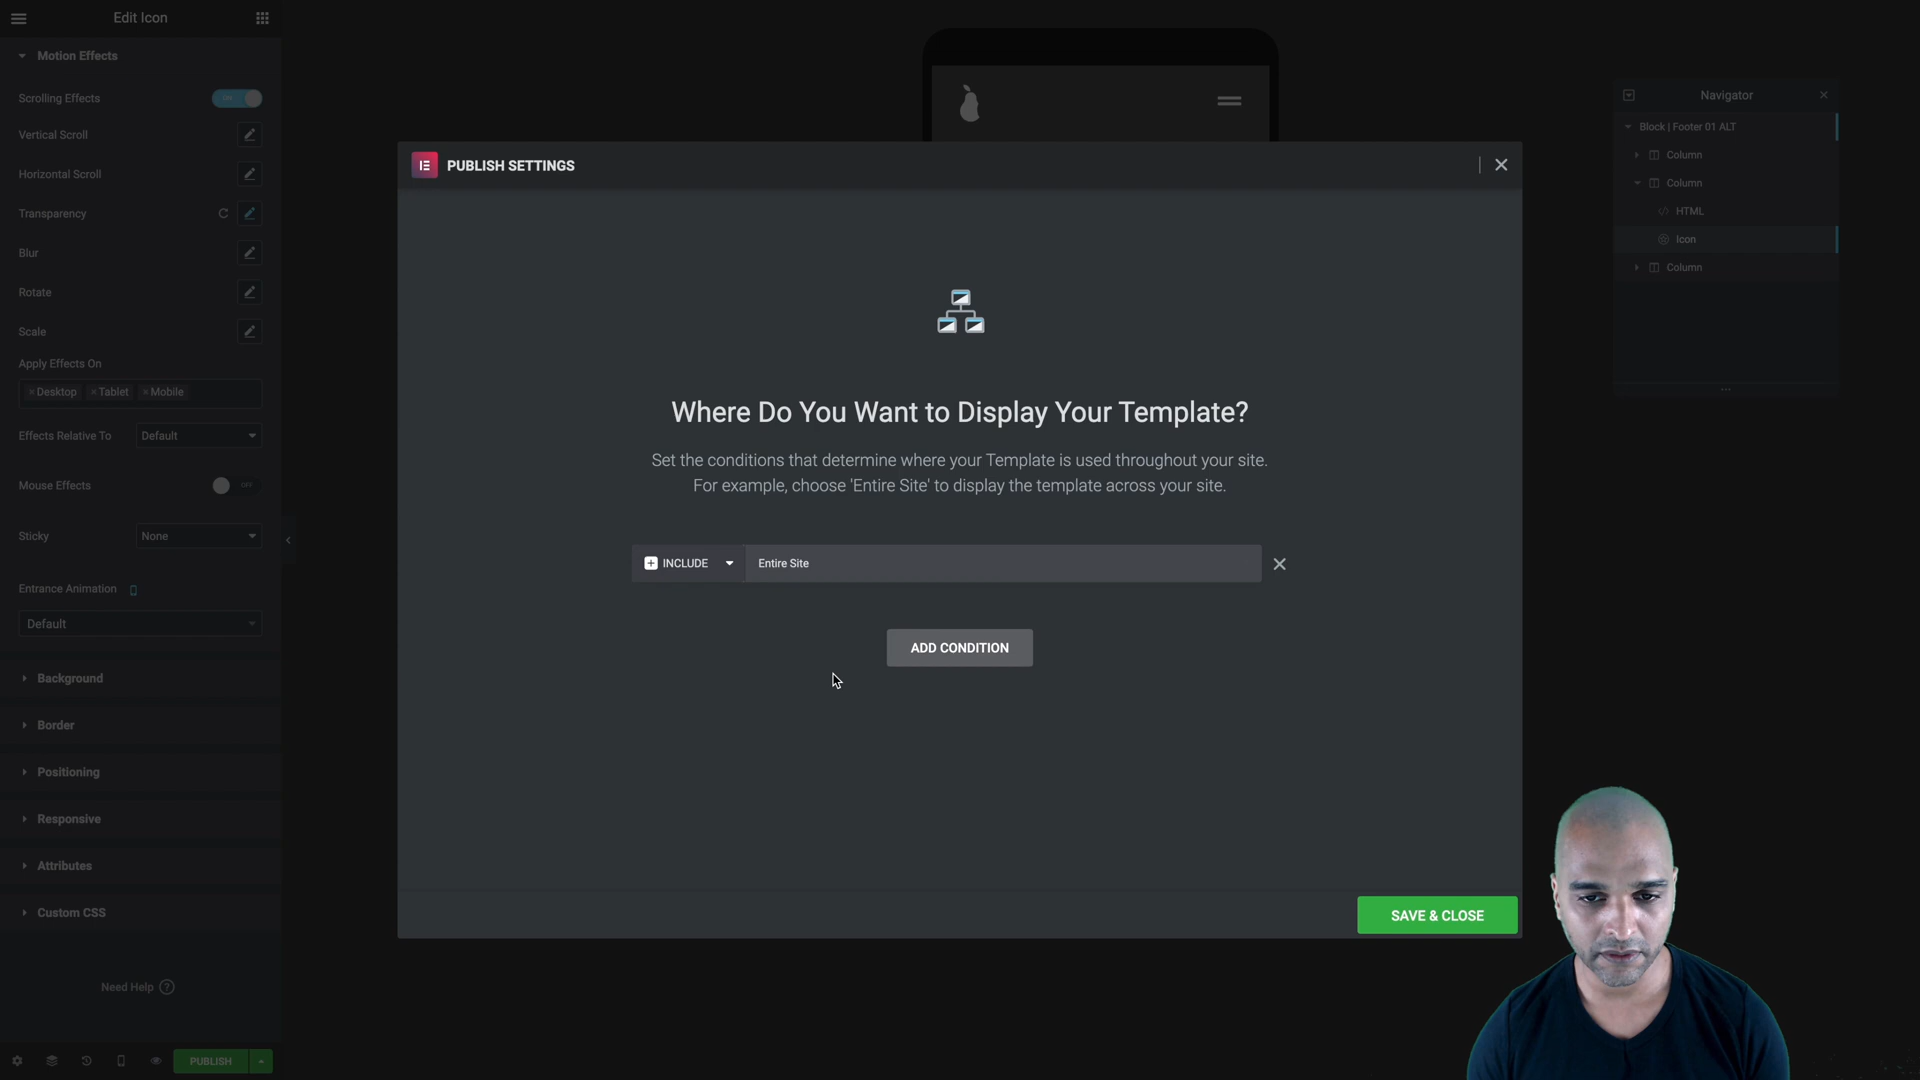 Edit Icon
Motion Effects
Scrolling Effects
ON
Vertical Scroll
Horizontal Scroll
Transparency
Blur
Rotate
Scale
Apply Effects On
× Desktop × Tablet × Mobile
Effects Relative To
Default
Mouse Effects
OFF
Sticky
None
Entrance Animation
Default
Background
Border
Positioning
Responsive
Attributes
Custom CSS
Need Help ?
PUBLISH
PUBLISH SETTINGS
Where Do You Want to Display Your Template?
Set the conditions that determine where your Template is used throughout your site.
For example, choose 'Entire Site' to display the template across your site.
INCLUDE
Entire Site
ADD CONDITION
SAVE & CLOSE
Navigator
Block | Footer 01 ALT
Column
Column
HTML
Icon
Column